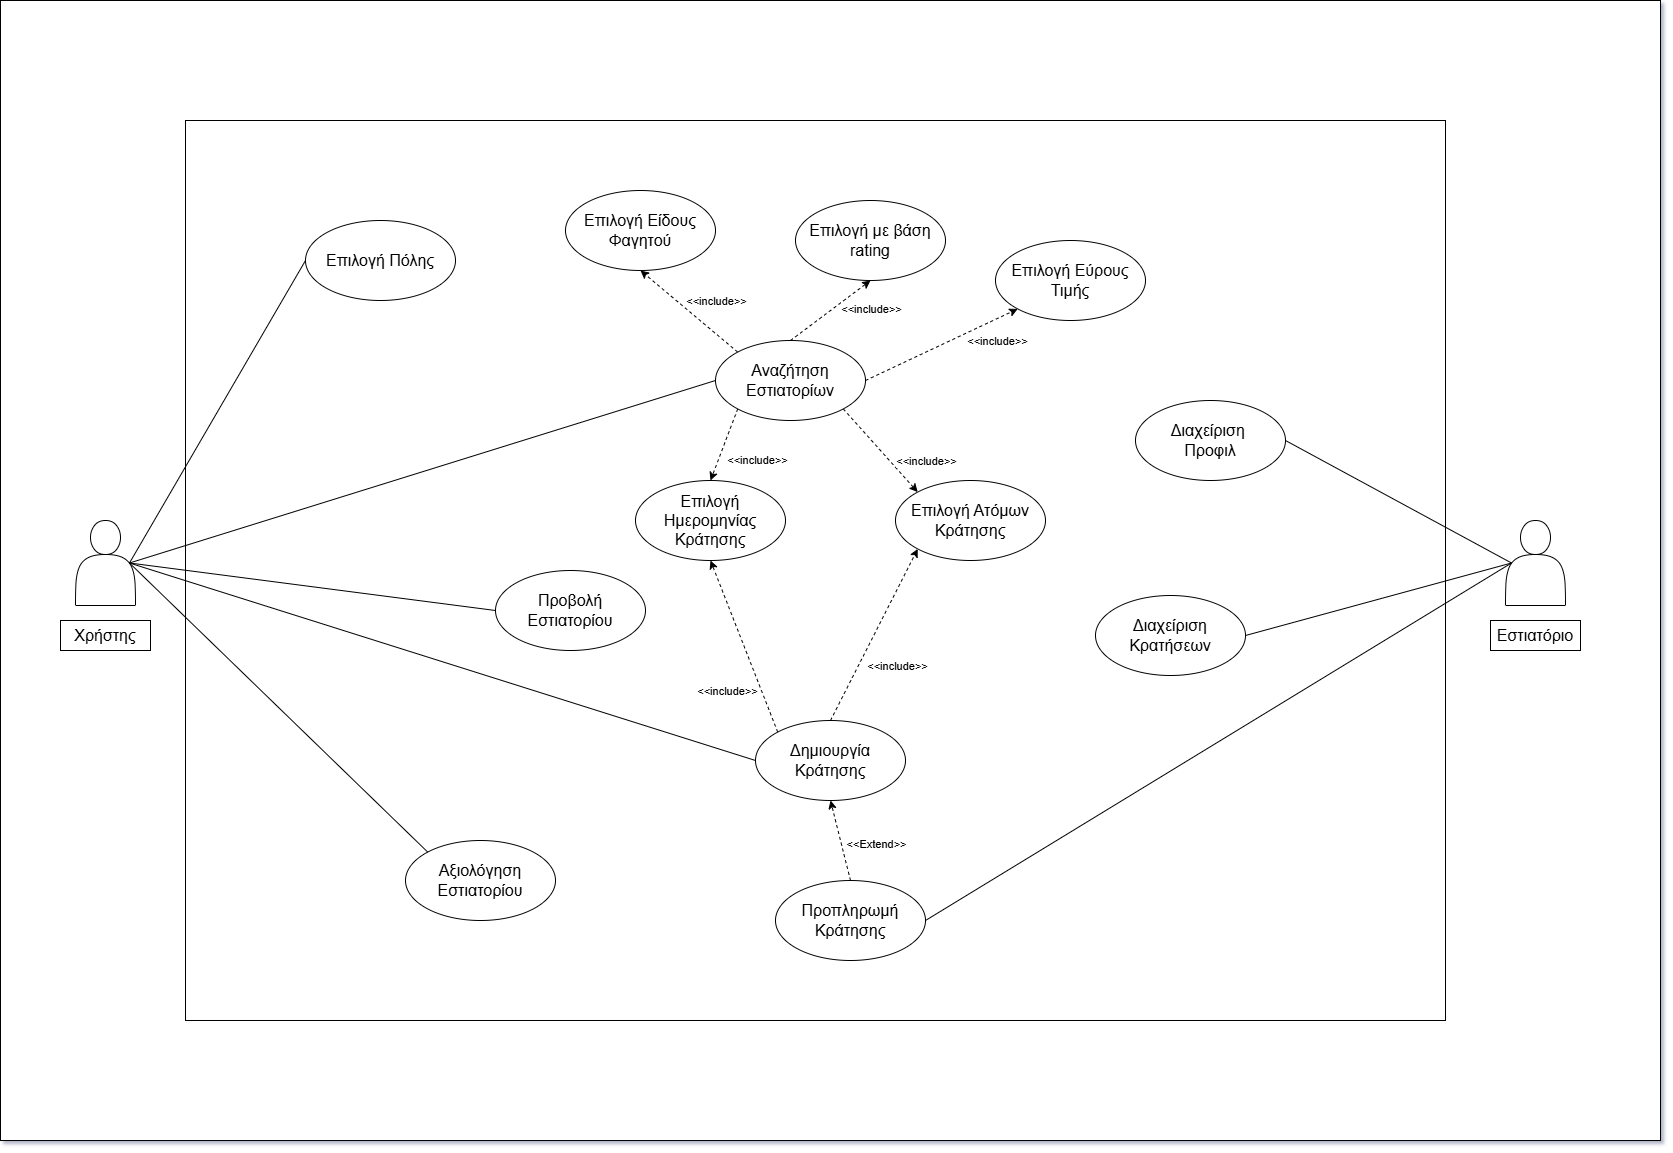 Επιλογή Είδους
Φαγητού
Επιλογή με βάση
rating
Επιλογή Πόλης
Επιλογή Εύρους
Τιμής
<<include>>
<<include>>
<<include>>
Αναζήτηση
Εστιατορίων
Διαχείριση
Προφιλ
<<include>>
<<include>>
Επιλογή
Ημερομηνίας
Κράτησης
Επιλογή Ατόμων
Κράτησης
Προβολή
Εστιατορίου
Διαχείριση
Κρατήσεων
Χρήστης
Εστιατόριο
<<include>>
<<include>>
Δημιουργία
Κράτησης
<<Extend>>
Αξιολόγηση
Εστιατορίου
Προπληρωμή
Κράτησης